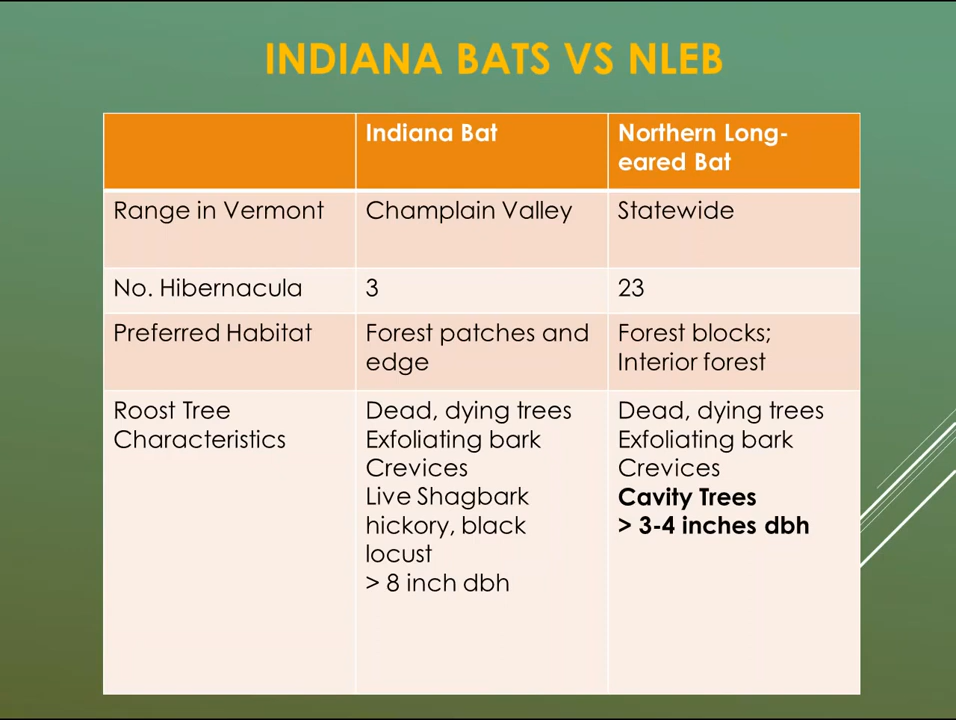 INDIANA BATS VS NLEB
Indiana Bat
Northern Long-
eared Bat
Range in Vermont
Champlain Valley
Statewide
No. Hibernacula
3
23
Preferred Habitat
Forest patches and
edge
Forest blocks;
Interior forest
Roost Tree
Characteristics
Dead, dying trees
Exfoliating bark
Crevices
Live Shagbark
hickory, black
locust
> 8 inch dbh
Dead, dying trees
Exfoliating bark
Crevices
Cavity Trees
> 3-4 inches dbh